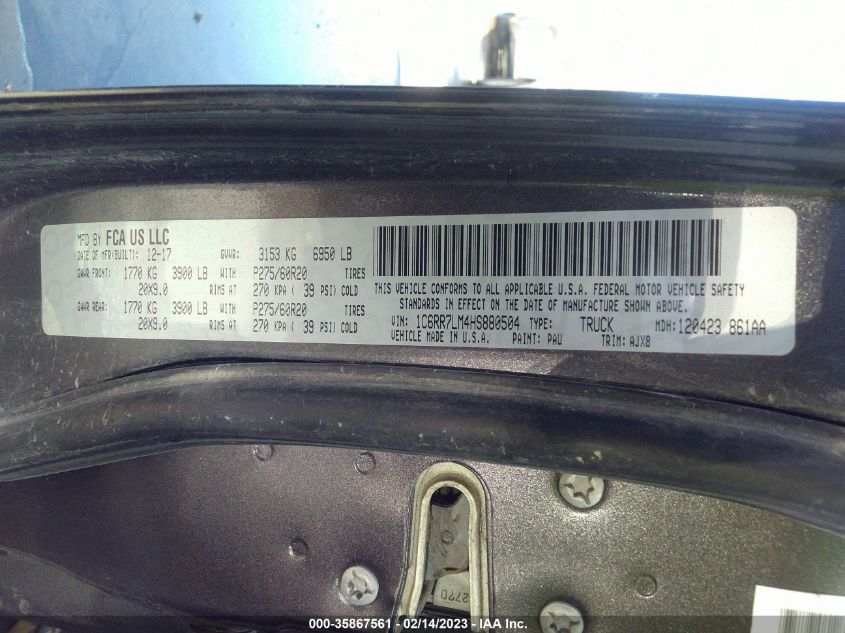 MFD BY FCA US LLC
DATE OF MFR(BUILT): 12-17 GVWR: 3153 KG 6950 LB
GAWR FRONT: 1770 KG 3900 LB WITH P275/60R20 TIRES
20X9.0 RIMS AT 270 KPA ( 39 PSI) COLD
GAWR REAR: 1770 KG 3900 LB WITH P275/60R20 TIRES
20X9.0 RIMS AT 270 KPA ( 39 PSI) COLD
THIS VEHICLE CONFORMS TO ALL APPLICABLE U.S.A. FEDERAL MOTOR VEHICLE SAFETY
STANDARDS IN EFFECT ON THE DATE OF MANUFACTURE SHOWN ABOVE.
VIN: 1C6RR7LM4HS880504 TYPE: TRUCK MDH: 120423 861AA
VEHICLE MADE IN U.S.A. PAINT: PAU TRIM: AJX8
000-35867561 - 02/14/2023 - IAA Inc.